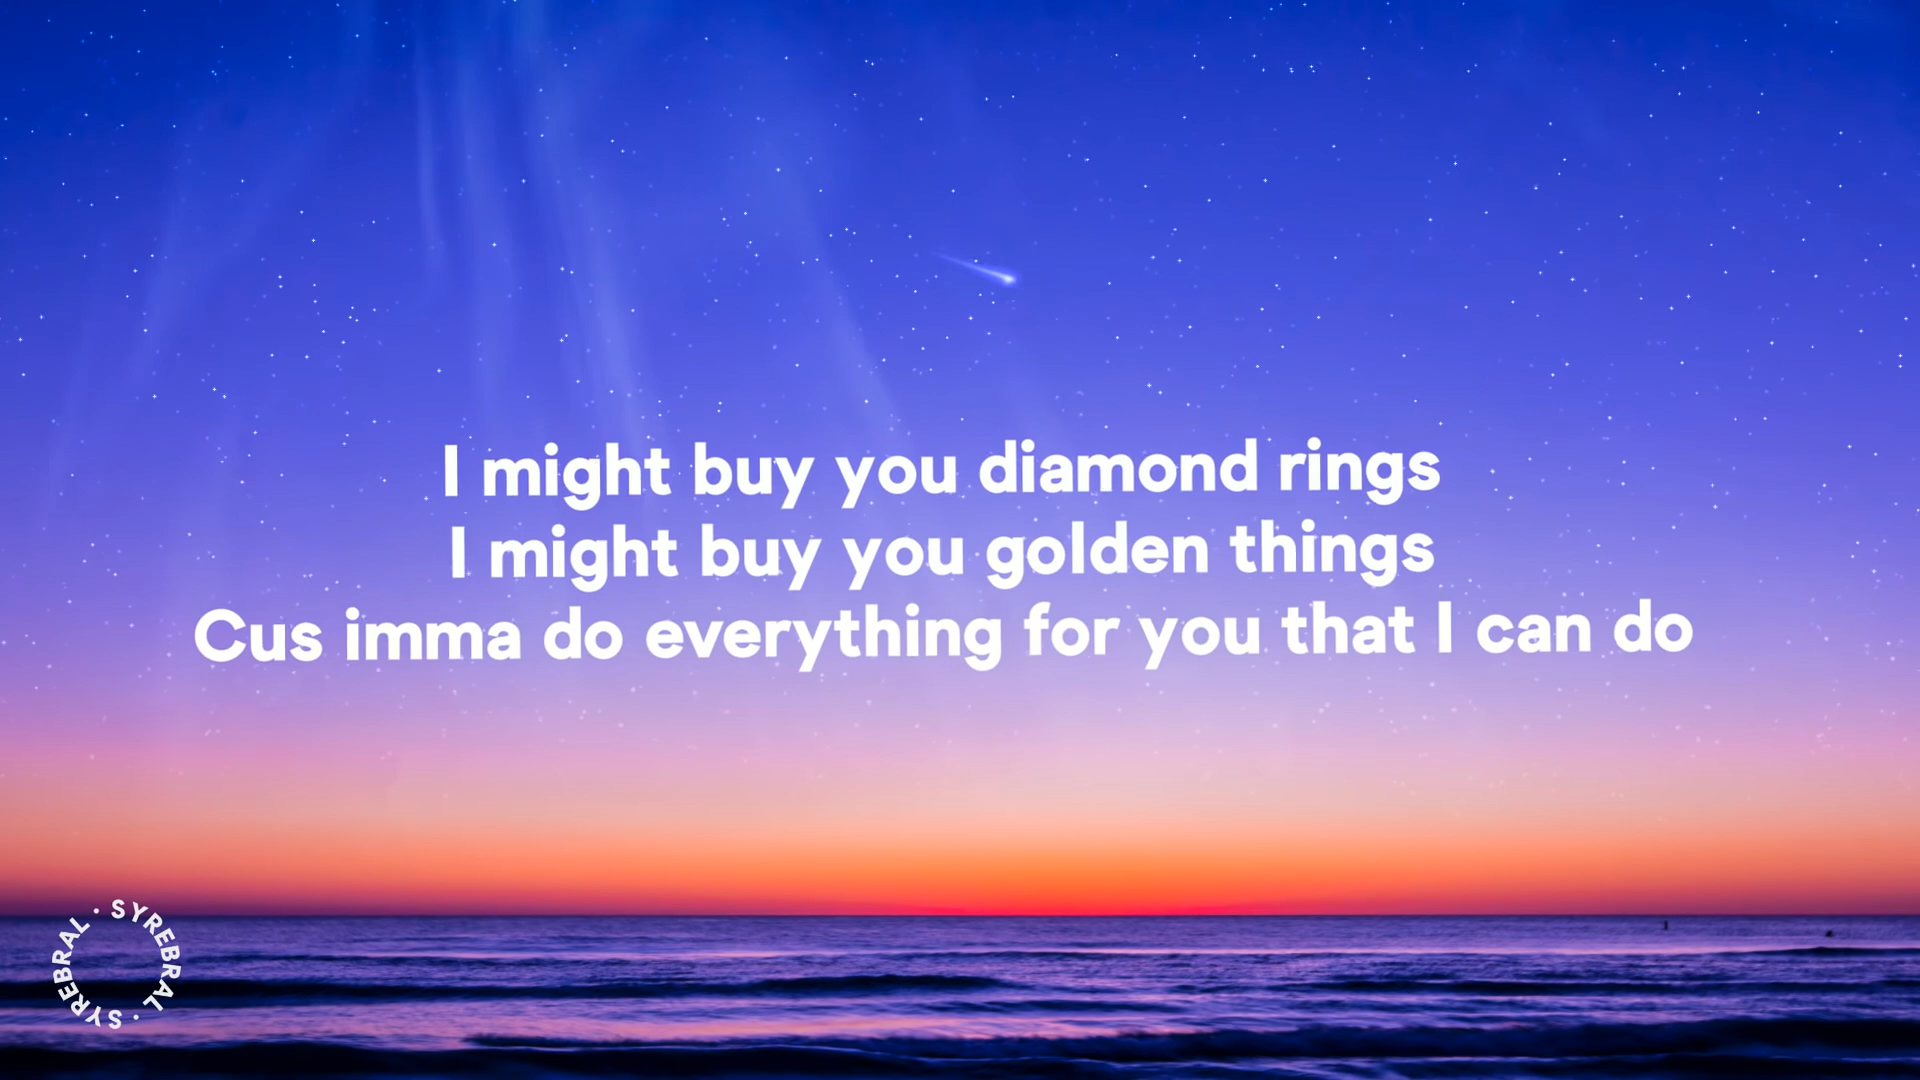 I might buy you diamond rings
I might buy you golden things
Cus imma do everything for you that I can do
SYREBRAL · SYREBRAL ·